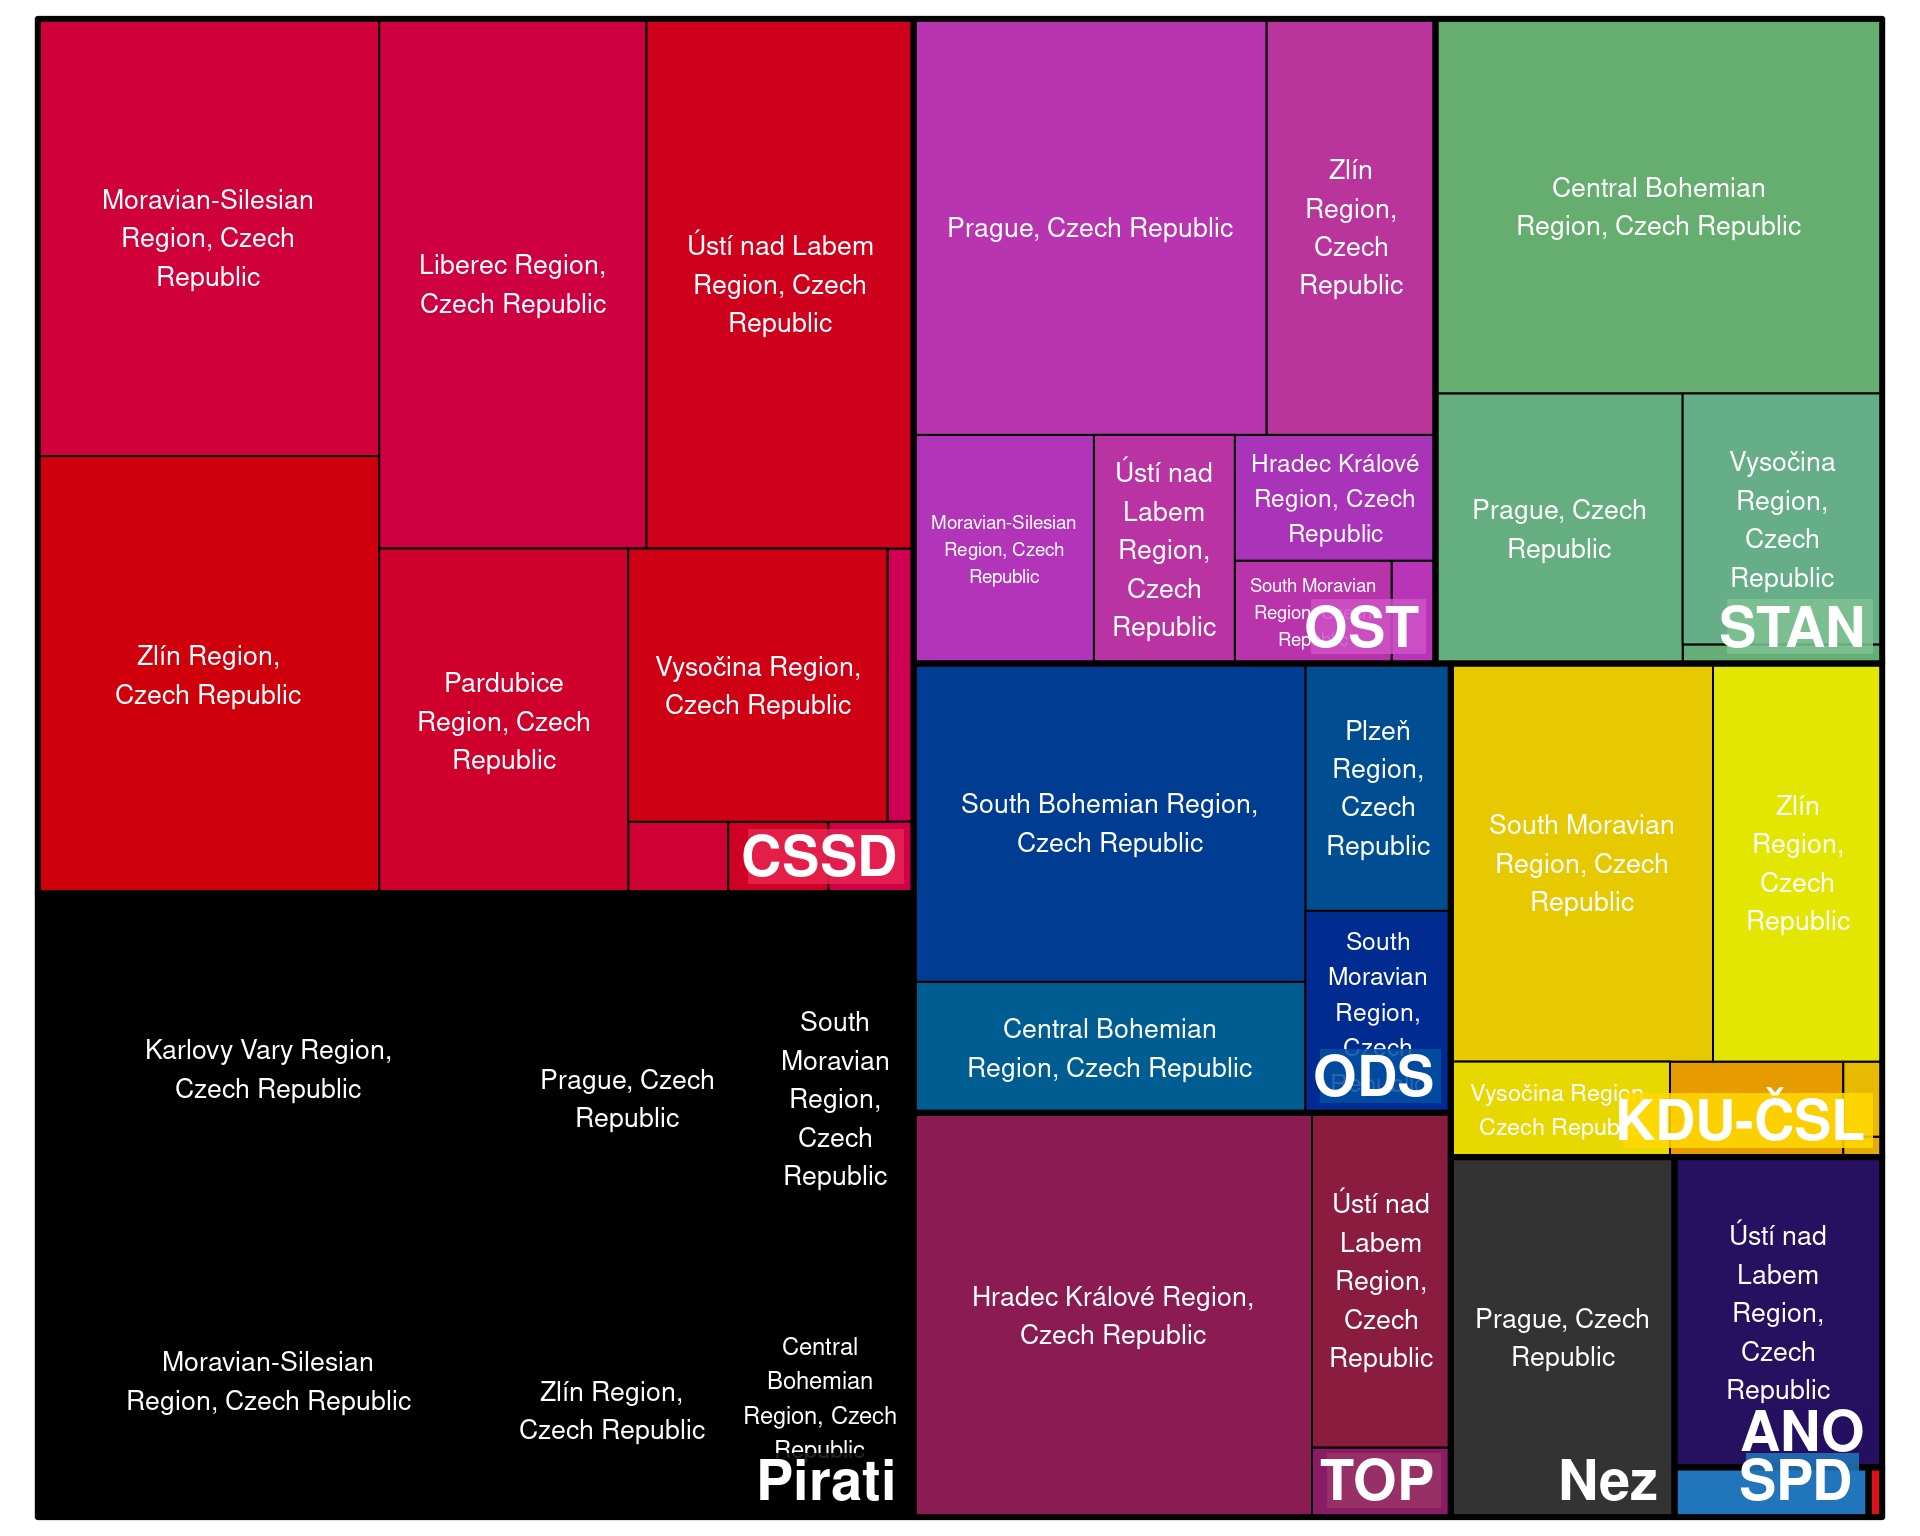 Moravian-Silesian
Region, Czech
Republic
Liberec Region,
Czech Republic
Ústí nad Labem
Region, Czech
Republic
Zlín Region,
Czech Republic
Pardubice
Region, Czech
Republic
Vysočina Region,
Czech Republic
CSSD
Prague, Czech Republic
Zlín
Region,
Czech
Republic
Moravian-Silesian
Region, Czech
Republic
Ústí nad
Labem
Region,
Czech
Republic
Hradec Králové
Region, Czech
Republic
South Moravian
Region
OST
Central Bohemian
Region, Czech Republic
Prague, Czech
Republic
Vysočina
Region,
Czech
Republic
STAN
South Bohemian Region,
Czech Republic
Plzeň
Region,
Czech
Republic
Central Bohemian
Region, Czech Republic
South
Moravian
Region,
Czech
ODS
South Moravian
Region, Czech
Republic
Zlín
Region,
Czech
Republic
Vysočina Region
Czech
KDU-ČSL
Karlovy Vary Region,
Czech Republic
Prague, Czech
Republic
South
Moravian
Region,
Czech
Republic
Moravian-Silesian
Region, Czech Republic
Zlín Region,
Czech Republic
Central
Bohemian
Region, Czech
Republic
Pirati
Hradec Králové Region,
Czech Republic
Ústí nad
Labem
Region,
Czech
Republic
TOP
Prague, Czech
Republic
Nez
Ústí nad
Labem
Region,
Czech
Republic
ANO
SPD